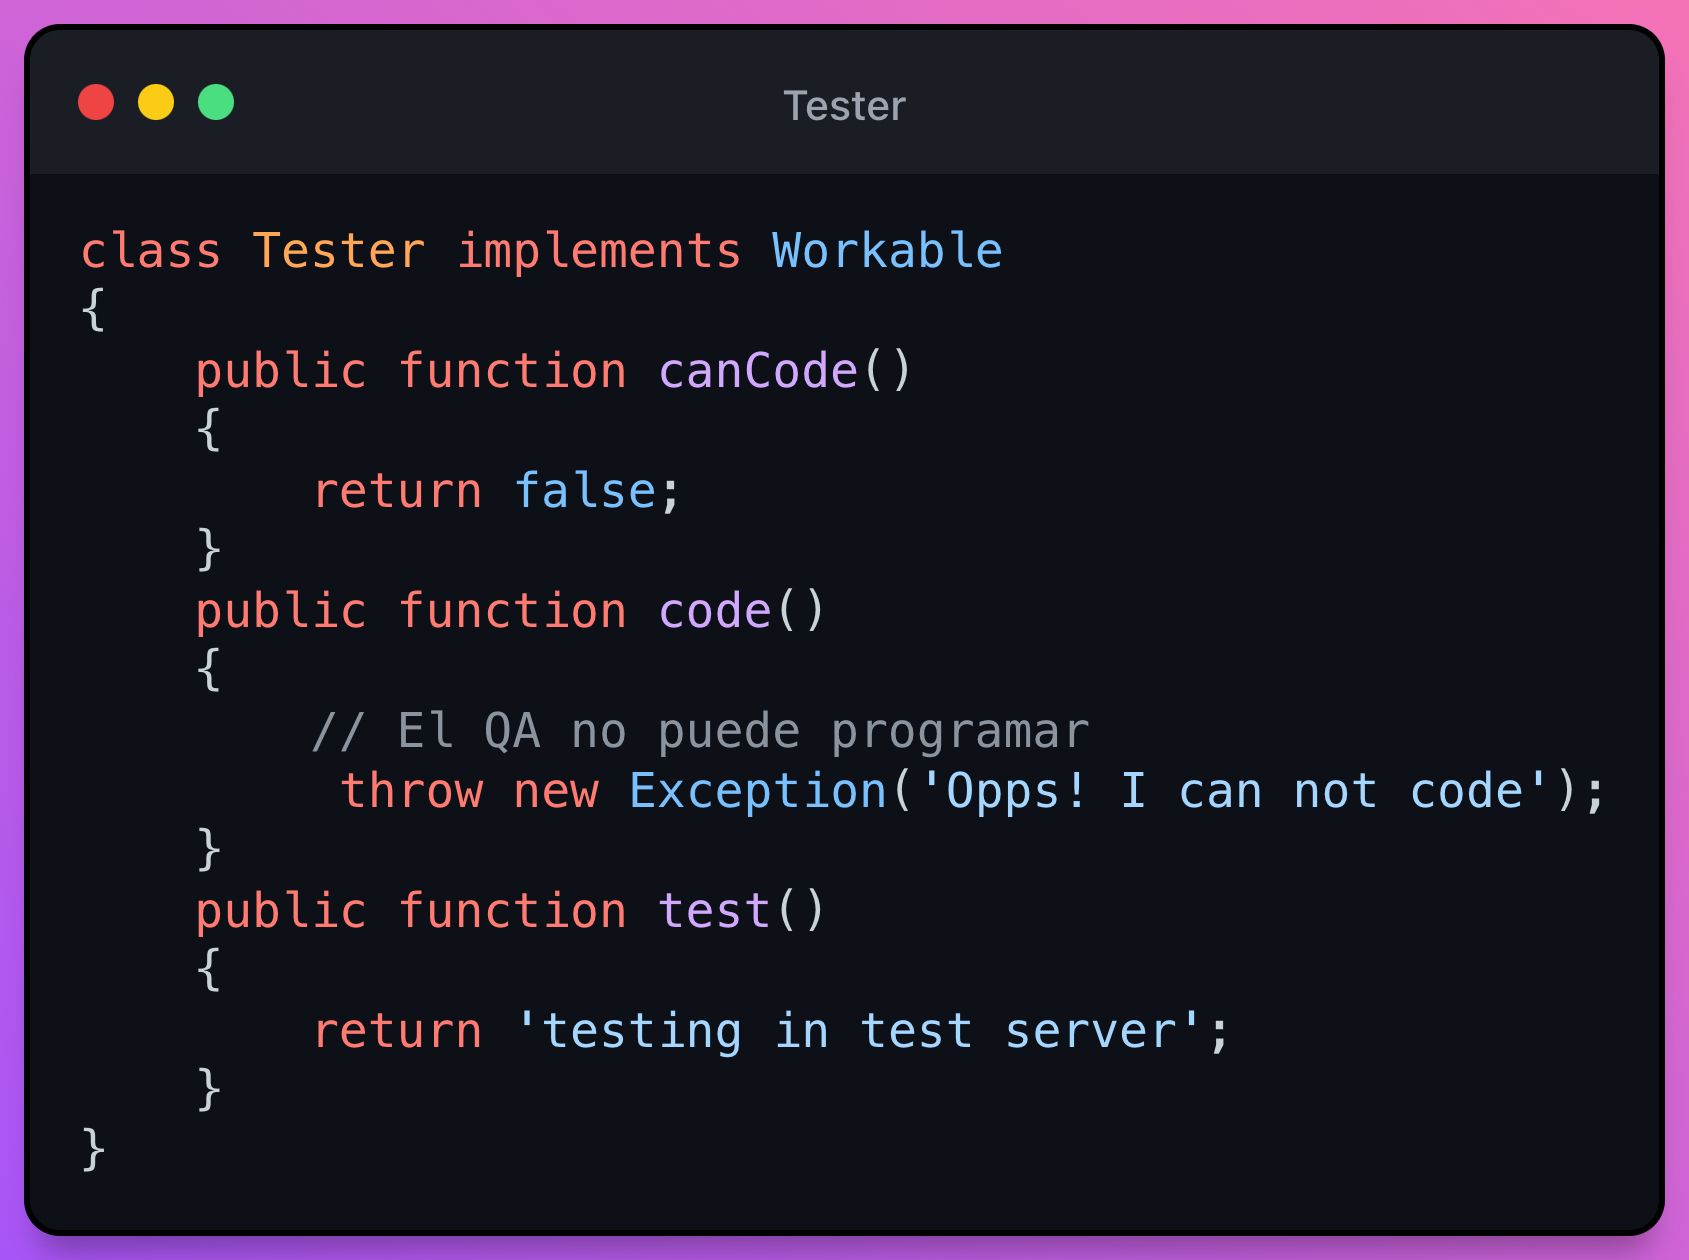 Tester
class Tester implements Workable
{
    public function canCode()
    {
        return false;
    }
    public function code()
    {
        // El QA no puede programar
         throw new Exception('Opps! I can not code');
    }
    public function test()
    {
        return 'testing in test server';
    }
}